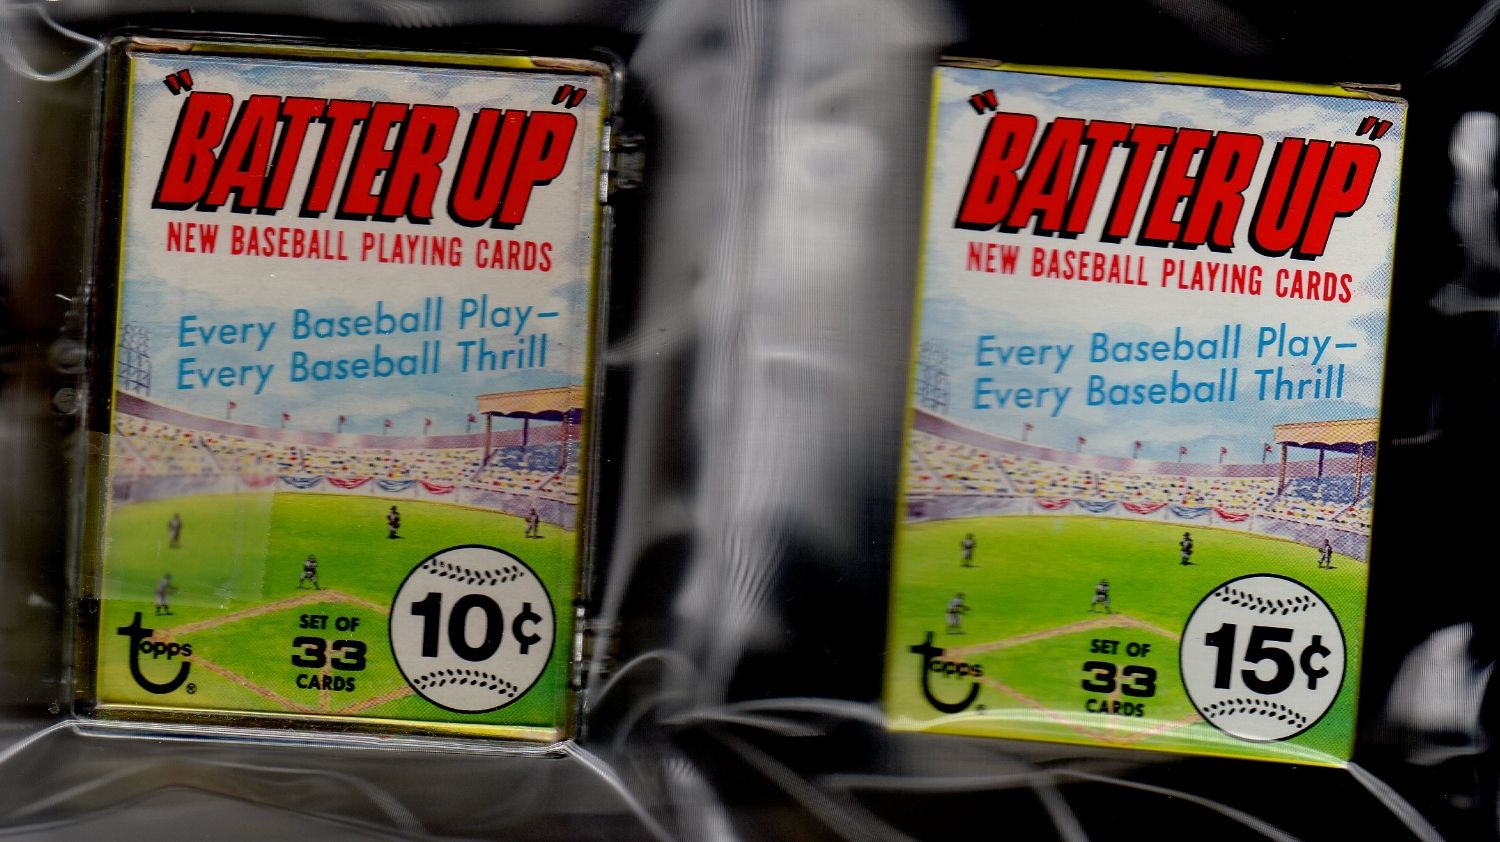 "BATTER UP"
NEW BASEBALL PLAYING CARDS
Every Baseball Play–
Every Baseball Thrill
10¢
SET OF
33
CARDS
topps®
"BATTER UP"
NEW BASEBALL PLAYING CARDS
Every Baseball Play–
Every Baseball Thrill
15¢
SET OF
33
CARDS
topps®